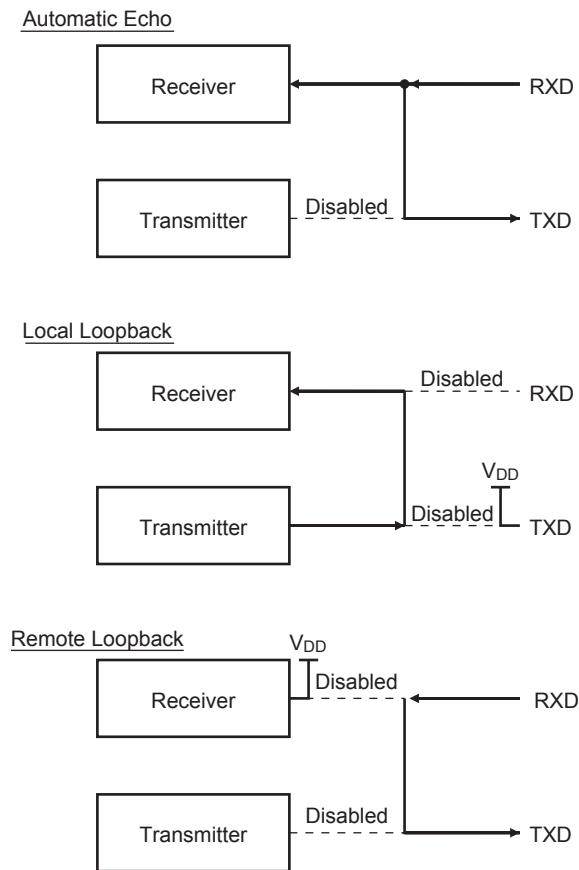 Automatic Echo
Receiver
RXD
Transmitter
Disabled
TXD
Local Loopback
Receiver
Disabled
RXD
VDD
Transmitter
Disabled
TXD
Remote Loopback
VDD
Receiver
Disabled
RXD
Transmitter
Disabled
TXD